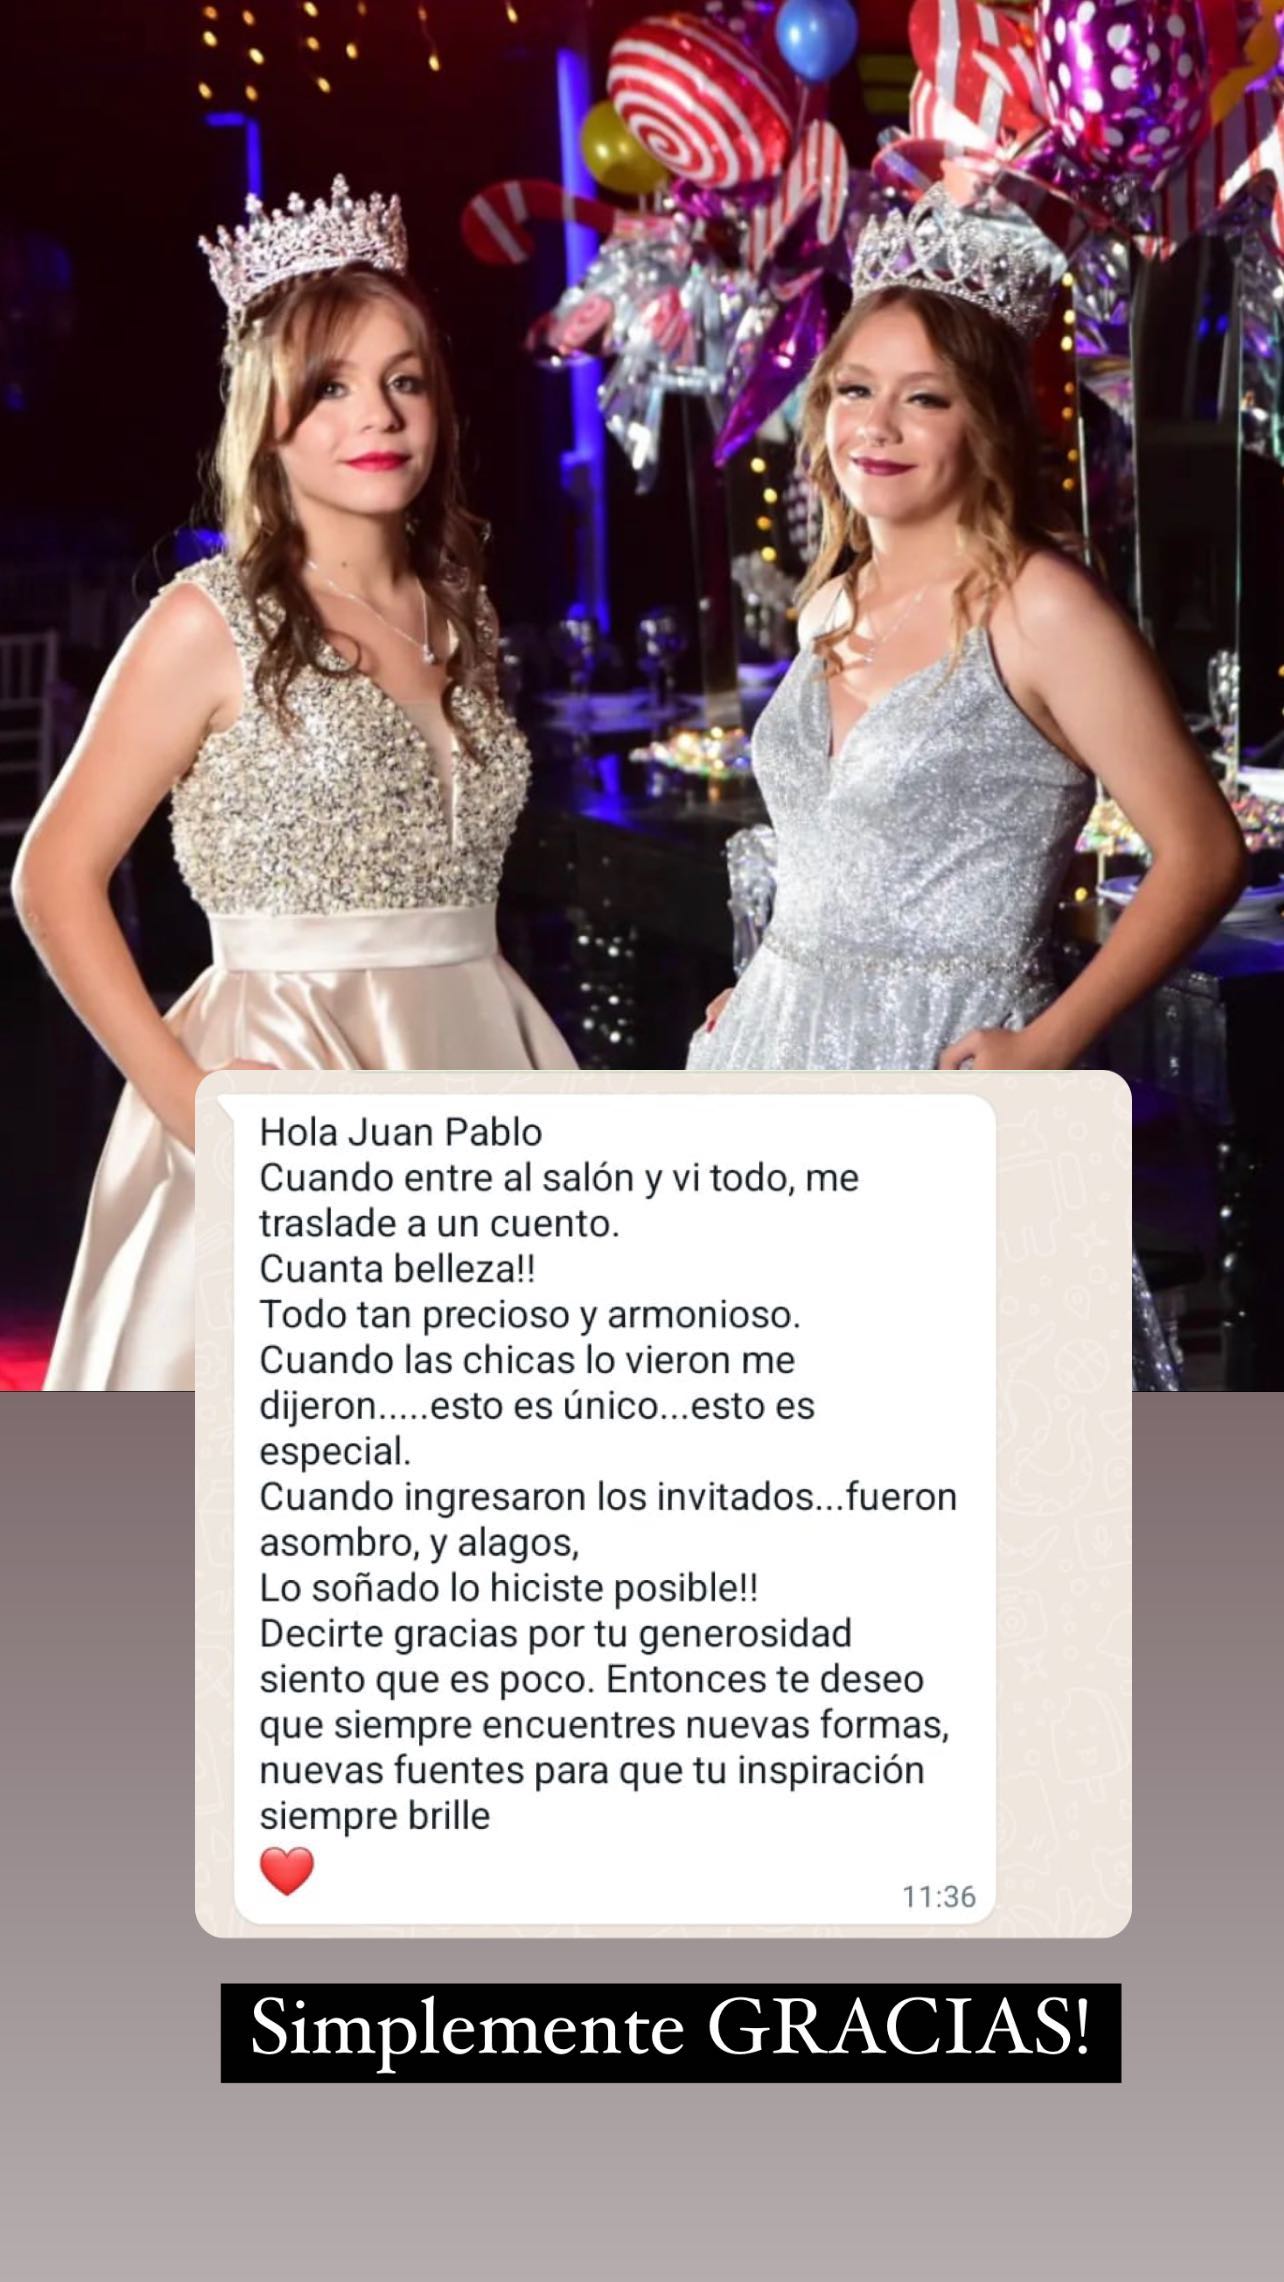 Hola Juan Pablo
Cuando entre al salón y vi todo, me
traslade a un cuento.
Cuanta belleza!!
Todo tan precioso y armonioso.
Cuando las chicas lo vieron me
dijeron.....esto es único...esto es
especial.
Cuando ingresaron los invitados...fueron
asombro, y alagos,
Lo soñado lo hiciste posible!!
Decirte gracias por tu generosidad
siento que es poco. Entonces te deseo
que siempre encuentres nuevas formas,
nuevas fuentes para que tu inspiración
siempre brille
❤️
11:36
Simplemente GRACIAS!